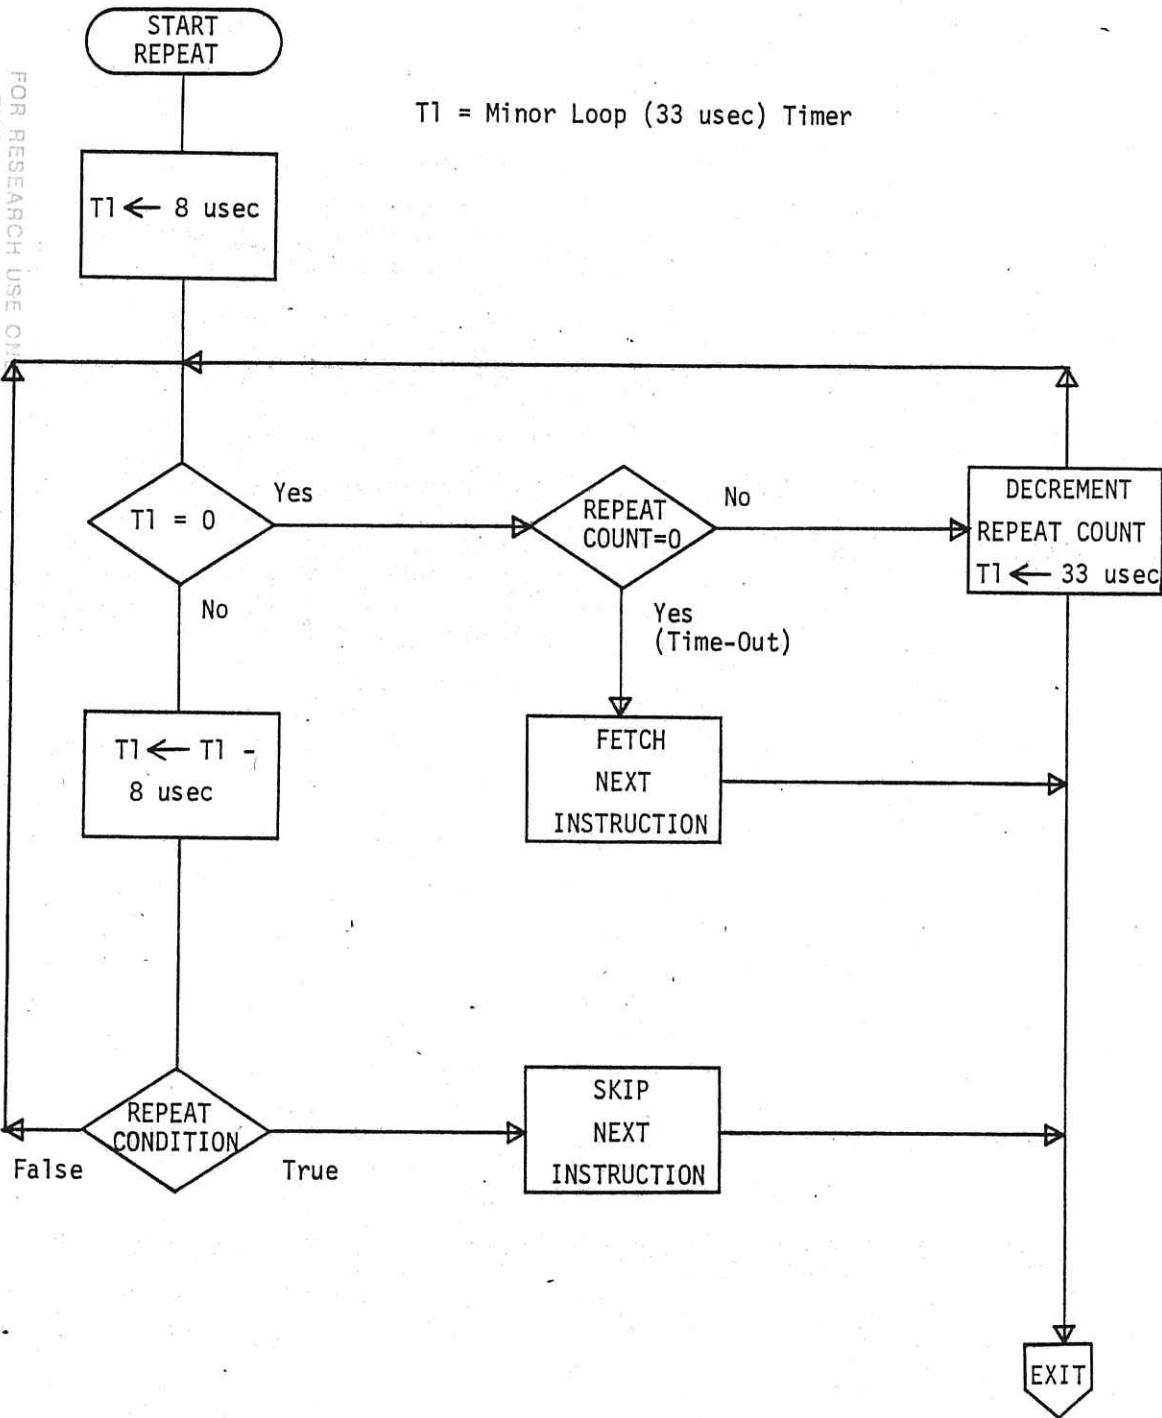 START
REPEAT
T1 = Minor Loop (33 usec) Timer
FOR RESEARCH USE ON
T1 ← 8 usec
T1 = 0
Yes
No
REPEAT
COUNT=0
No
Yes
(Time-Out)
DECREMENT
REPEAT COUNT
T1 ← 33 usec
T1 ← T1 -
8 usec
FETCH
NEXT
INSTRUCTION
REPEAT
CONDITION
False
True
SKIP
NEXT
INSTRUCTION
EXIT